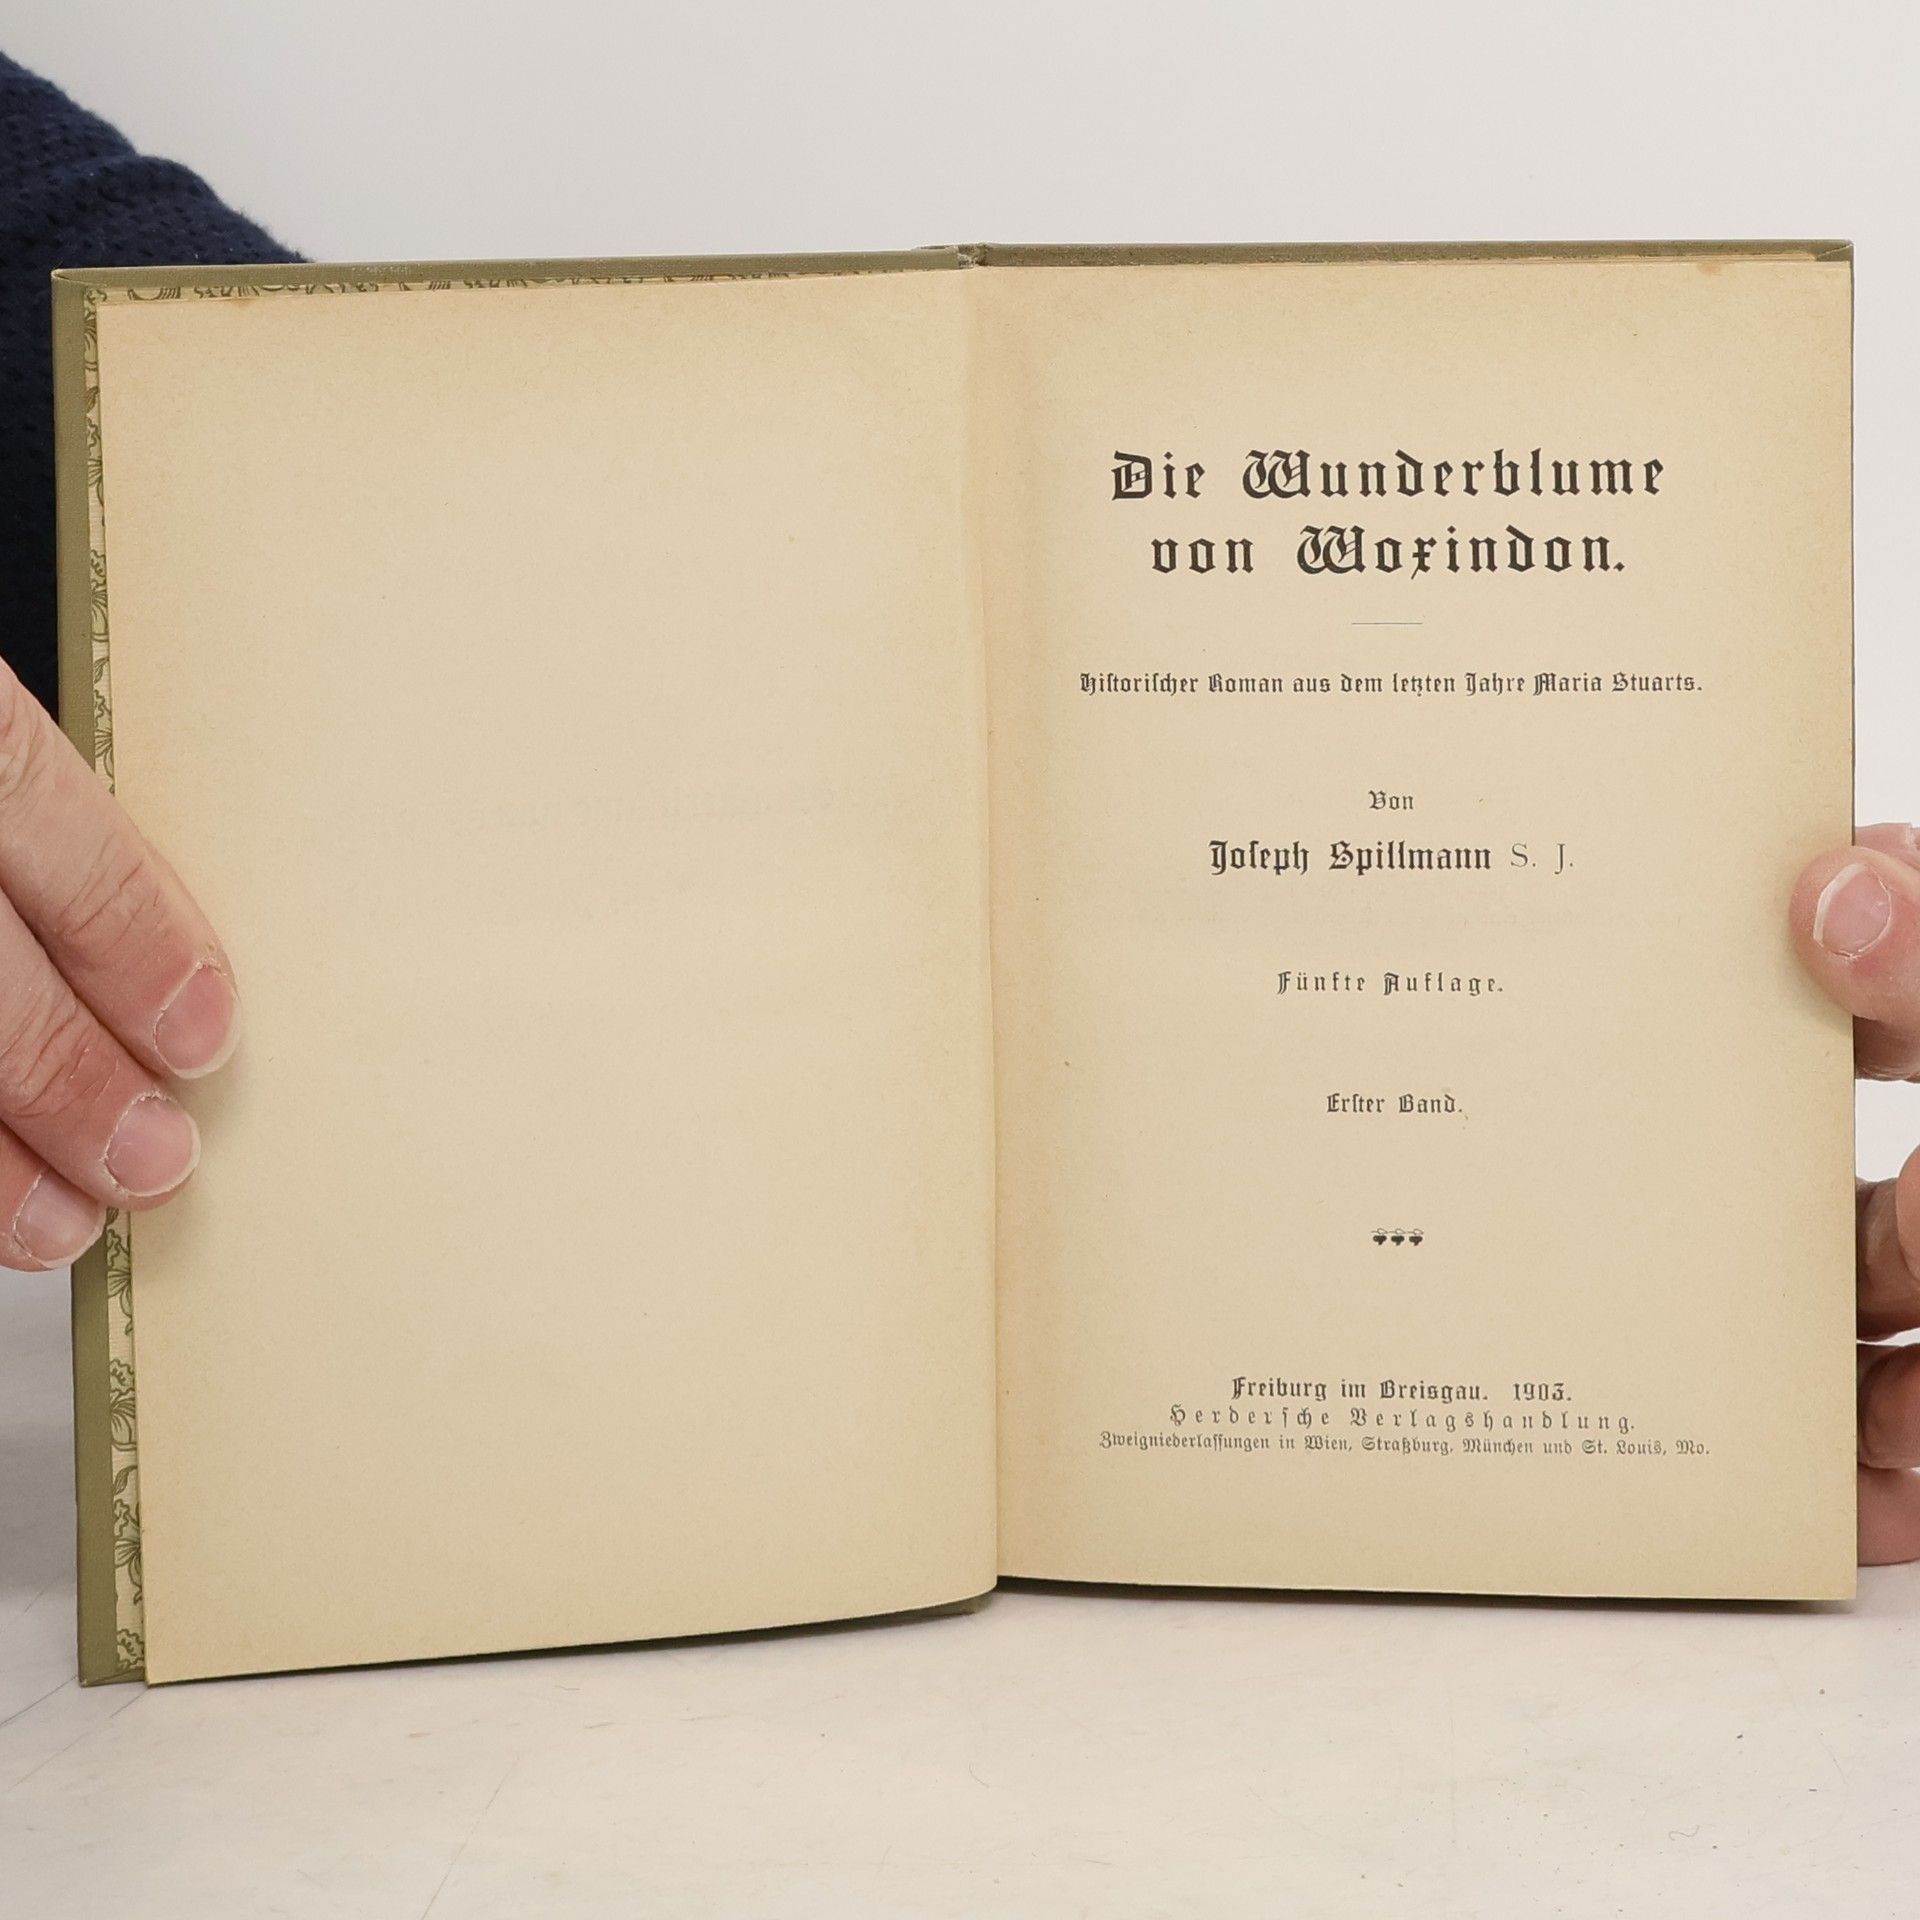 Die Wunderblume
von Woxindon.
Hiſtoriſcher Roman aus dem letzten Jahre Maria Stuarts.
Von
Joſeph Spillmann S. J.
Fünfte Auflage.
Erſter Band.
Freiburg im Breisgau. 1903.
Herderſche Verlagshandlung.
Zweigniederlaſſungen in Wien, Straßburg, München und St. Louis, Mo.